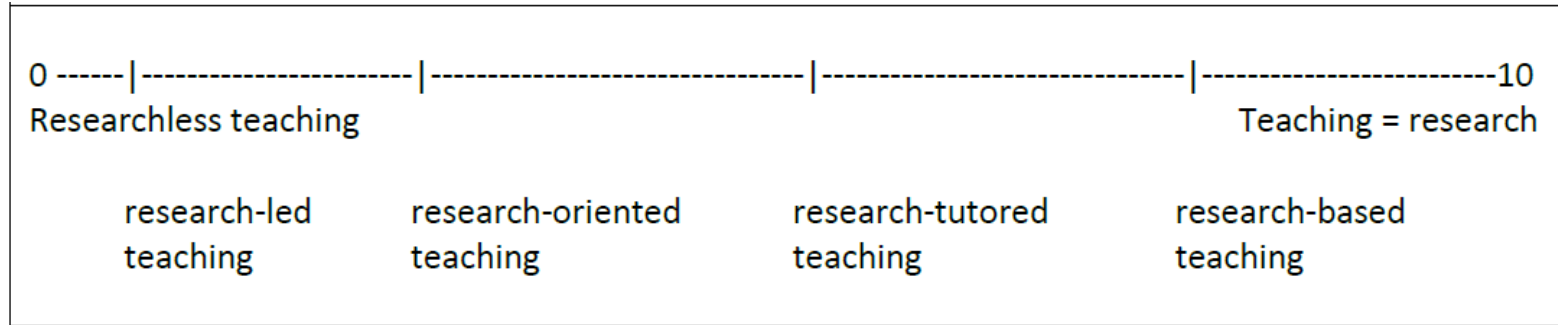 0 ------|------------------------|---------------------------------|--------------------------------|--------------------------10
Researchless teaching Teaching = research
research-led research-oriented research-tutored research-based
teaching teaching teaching teaching